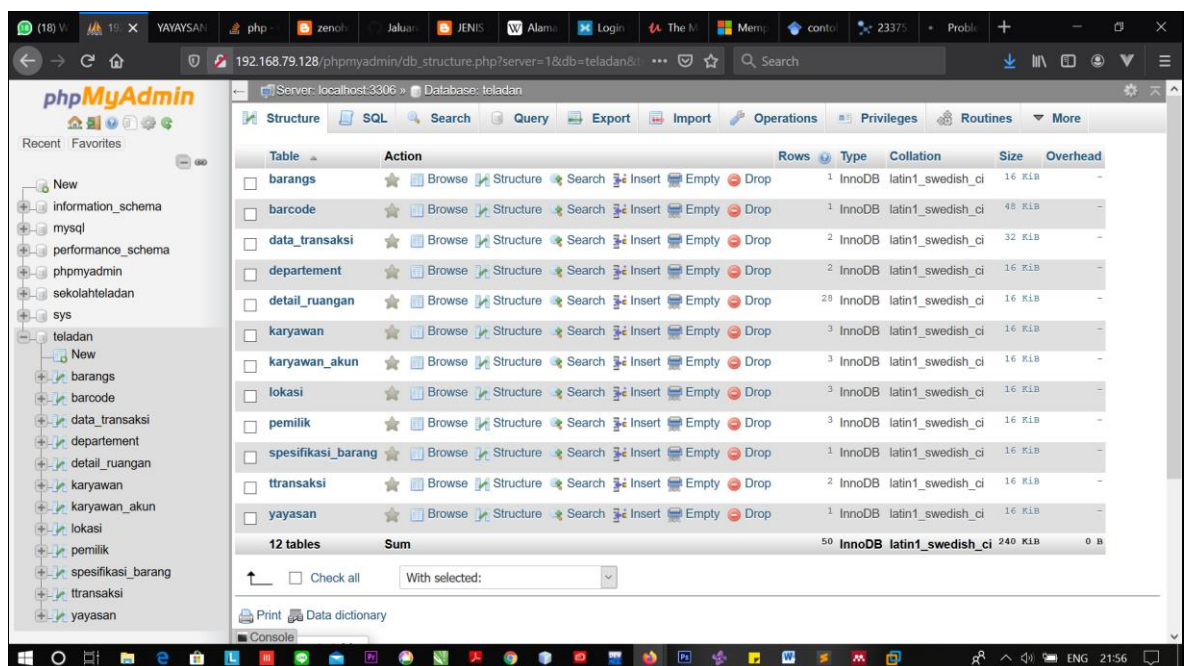 (18) W 19: YAYAYSAN php - zenoh Jaluan JENIS Alama Login The M Memp contol 23375 Proble
192.168.79.128/phpmyadmin/db_structure.php?server=1&db=teladan& Search
phpMyAdmin
Recent Favorites
New
information_schema
mysql
performance_schema
phpmyadmin
sekolahteladan
sys
teladan
New
barangs
barcode
data_transaksi
departement
detail_ruangan
karyawan
karyawan_akun
lokasi
pemilik
spesifikasi_barang
ttransaksi
yayasan
Server: localhost:3306 » Database: teladan
Structure SQL Search Query Export Import Operations Privileges Routines More
Table Action Rows Type Collation Size Overhead
barangs Browse Structure Search Insert Empty Drop 1 InnoDB latin1_swedish_ci 16 KiB -
barcode Browse Structure Search Insert Empty Drop 1 InnoDB latin1_swedish_ci 48 KiB -
data_transaksi Browse Structure Search Insert Empty Drop 2 InnoDB latin1_swedish_ci 32 KiB -
departement Browse Structure Search Insert Empty Drop 2 InnoDB latin1_swedish_ci 16 KiB -
detail_ruangan Browse Structure Search Insert Empty Drop 28 InnoDB latin1_swedish_ci 16 KiB -
karyawan Browse Structure Search Insert Empty Drop 3 InnoDB latin1_swedish_ci 16 KiB -
karyawan_akun Browse Structure Search Insert Empty Drop 3 InnoDB latin1_swedish_ci 16 KiB -
lokasi Browse Structure Search Insert Empty Drop 3 InnoDB latin1_swedish_ci 16 KiB -
pemilik Browse Structure Search Insert Empty Drop 3 InnoDB latin1_swedish_ci 16 KiB -
spesifikasi_barang Browse Structure Search Insert Empty Drop 1 InnoDB latin1_swedish_ci 16 KiB -
ttransaksi Browse Structure Search Insert Empty Drop 2 InnoDB latin1_swedish_ci 16 KiB -
yayasan Browse Structure Search Insert Empty Drop 1 InnoDB latin1_swedish_ci 16 KiB -
12 tables Sum 50 InnoDB latin1_swedish_ci 240 KiB 0 B
Check all With selected:
Print Data dictionary
Console
ENG 21:56